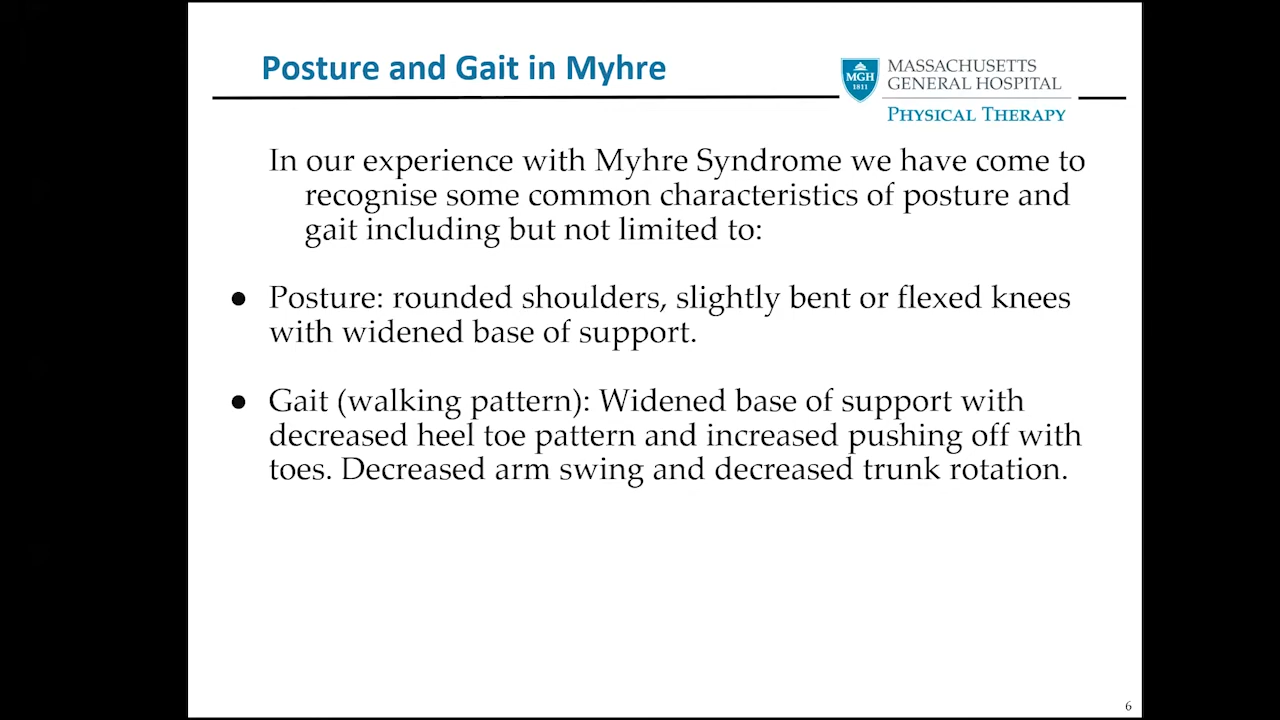 Posture and Gait in Myhre
MGH
1811
MASSACHUSETTS
GENERAL HOSPITAL
PHYSICAL THERAPY
In our experience with Myhre Syndrome we have come to
recognise some common characteristics of posture and
gait including but not limited to:
● Posture: rounded shoulders, slightly bent or flexed knees
with widened base of support.
● Gait (walking pattern): Widened base of support with
decreased heel toe pattern and increased pushing off with
toes. Decreased arm swing and decreased trunk rotation.
6